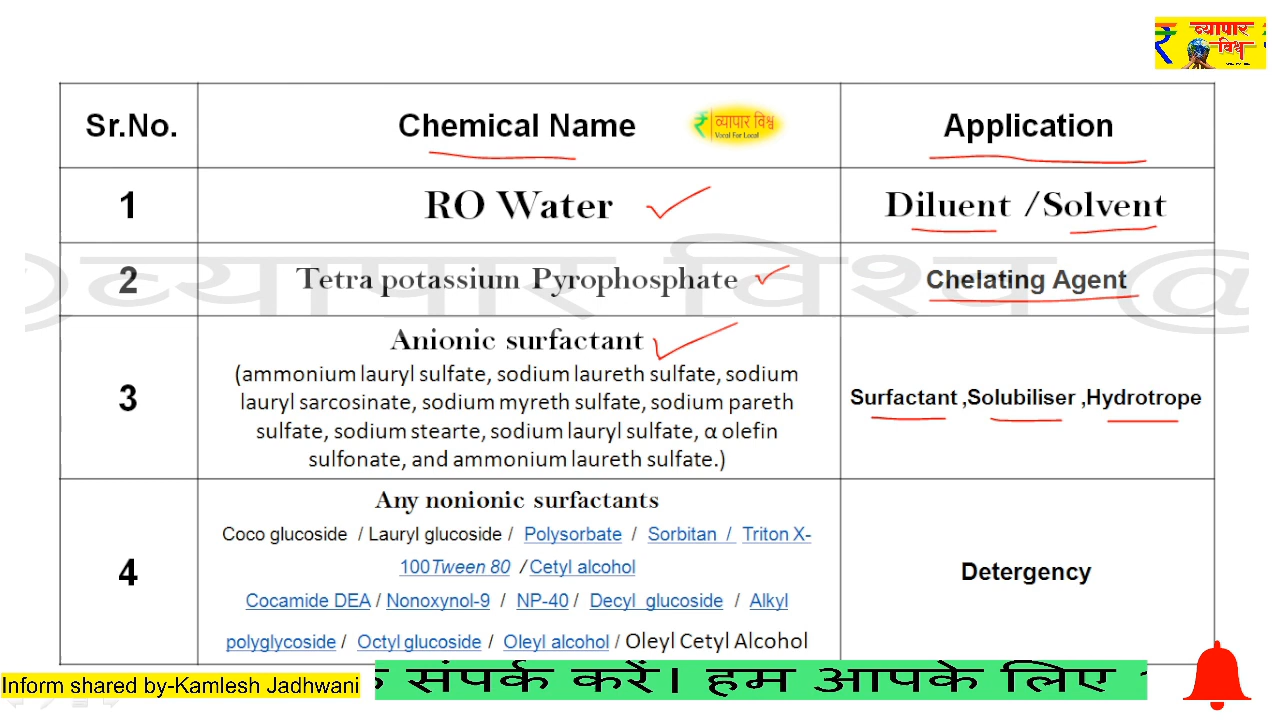 ₹ व्यापार
विश्व
Sr.No. Chemical Name ₹ व्यापार विश्व Application
Vocal For Local
1 RO Water Diluent /Solvent
@व्यापार विश्व @
2 Tetra potassium Pyrophosphate Chelating Agent
Anionic surfactant
(ammonium lauryl sulfate, sodium laureth sulfate, sodium
lauryl sarcosinate, sodium myreth sulfate, sodium pareth
3 Surfactant ,Solubiliser ,Hydrotrope
sulfate, sodium stearte, sodium lauryl sulfate, α olefin
sulfonate, and ammonium laureth sulfate.)
Any nonionic surfactants
Coco glucoside / Lauryl glucoside / Polysorbate / Sorbitan / Triton X-
100Tween 80 / Cetyl alcohol
4 Detergency
Cocamide DEA / Nonoxynol-9 / NP-40 / Decyl glucoside / Alkyl
polyglycoside / Octyl glucoside / Oleyl alcohol / Oleyl Cetyl Alcohol
Inform shared by-Kamlesh Jadhwani
संपर्क करें। हम आपके लिए